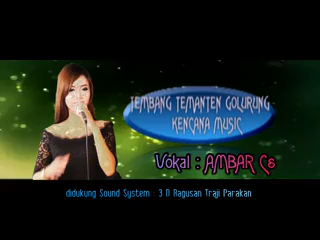 TEMBANG TEMANTEN GOLURUNG
KENCANA MUSIC
Vokal : AMBAR Cs
didukung Sound System : 3 N Ragusan Traji Parakan